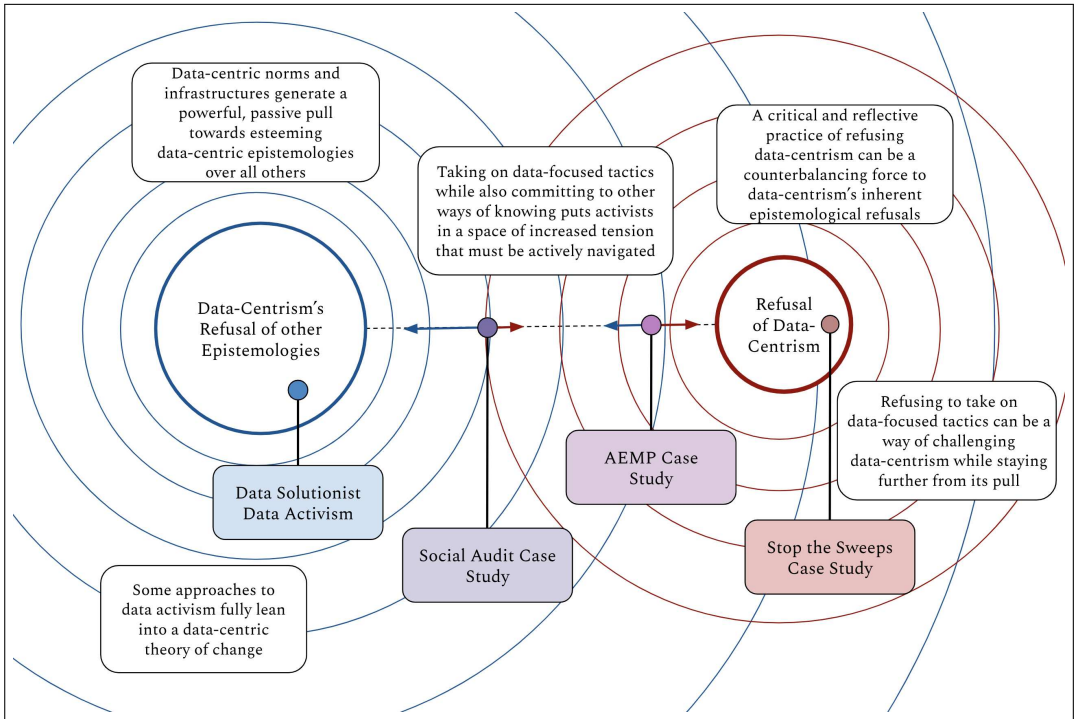 Data-centric norms and
infrastructures generate a
powerful, passive pull
towards esteeming
data-centric epistemologies
over all others
Taking on data-focused tactics
while also committing to other
ways of knowing puts activists
in a space of increased tension
that must be actively navigated
A critical and reflective
practice of refusing
data-centrism can be a
counterbalancing force to
data-centrism's inherent
epistemological refusals
Data-Centrism's
Refusal of other
Epistemologies
Refusal
of Data-
Centrism
Refusing to take on
data-focused tactics can be a
way of challenging
data-centrism while staying
further from its pull
Data Solutionist
Data Activism
Social Audit Case
Study
AEMP Case
Study
Stop the Sweeps
Case Study
Some approaches to
data activism fully lean
into a data-centric
theory of change